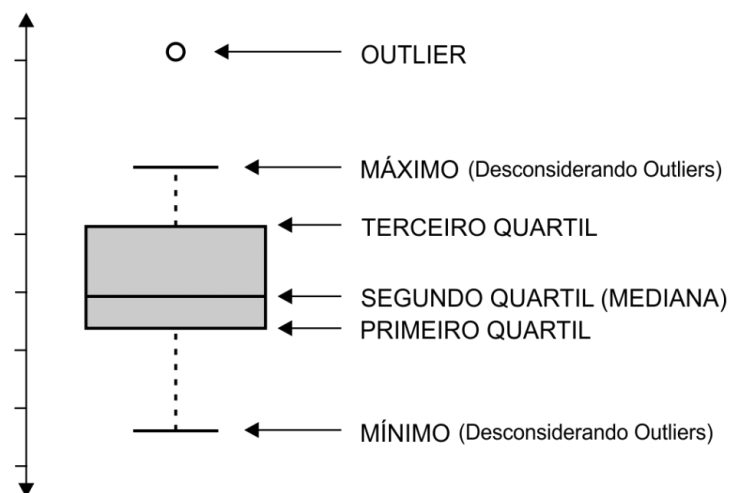 OUTLIER
MÁXIMO (Desconsiderando Outliers)
TERCEIRO QUARTIL
SEGUNDO QUARTIL (MEDIANA)
PRIMEIRO QUARTIL
MÍNIMO (Desconsiderando Outliers)